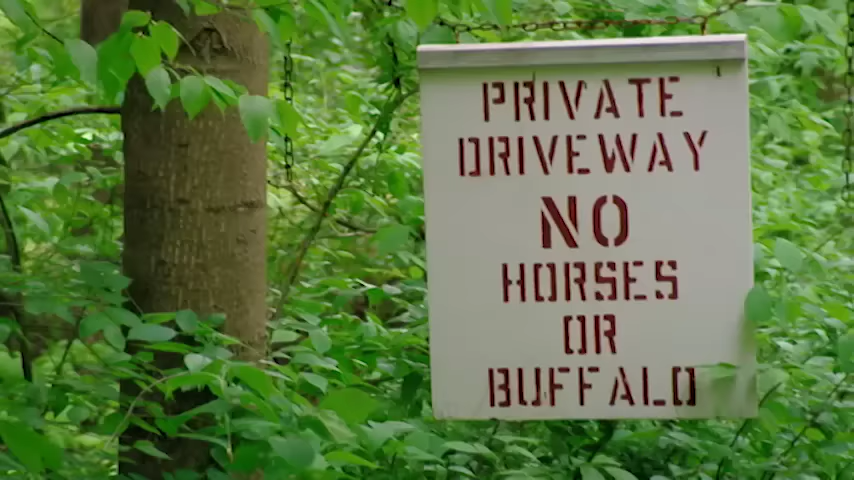 PRIVATE
DRIVEWAY
NO
HORSES
OR
BUFFALO